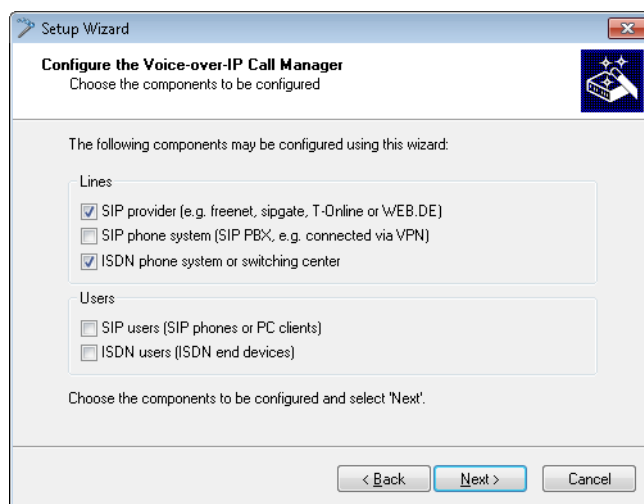 Setup Wizard
Configure the Voice-over-IP Call Manager
Choose the components to be configured
The following components may be configured using this wizard:
Lines
SIP provider (e.g. freenet, sipgate, T-Online or WEB.DE)
SIP phone system (SIP PBX, e.g. connected via VPN)
ISDN phone system or switching center
Users
SIP users (SIP phones or PC clients)
ISDN users (ISDN end devices)
Choose the components to be configured and select 'Next'.
< Back
Next >
Cancel